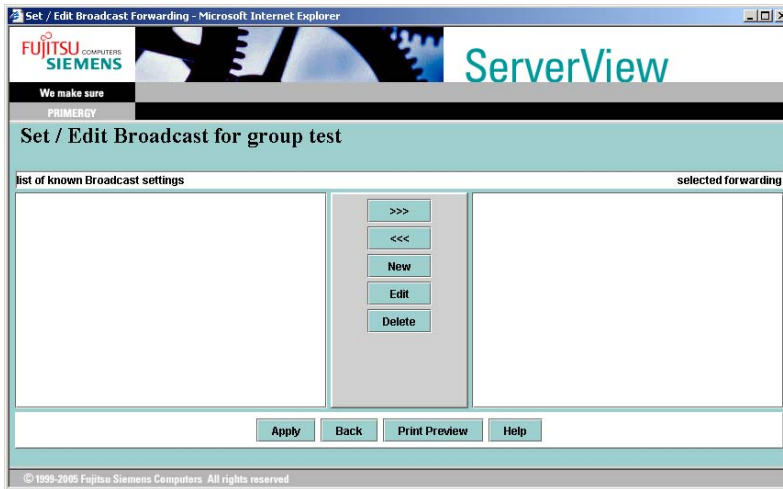 Set / Edit Broadcast Forwarding - Microsoft Internet Explorer
FUJITSU COMPUTERS
SIEMENS
ServerView
We make sure
PRIMERGY
Set / Edit Broadcast for group test
list of known Broadcast settings
selected forwarding
>>>
<<<
New
Edit
Delete
Apply
Back
Print Preview
Help
©1999-2005 Fujitsu Siemens Computers All rights reserved